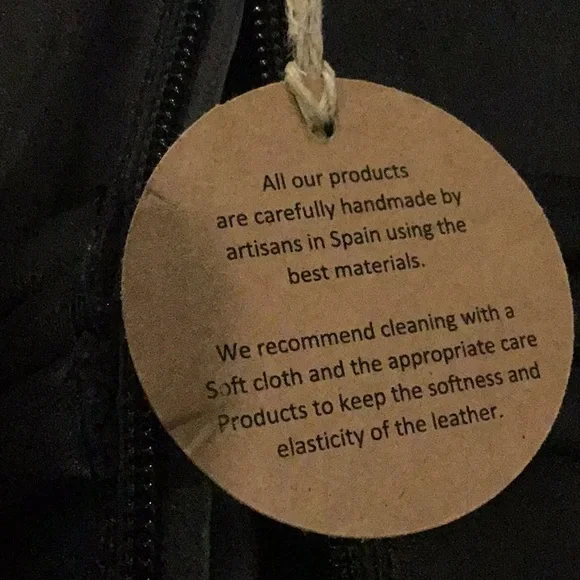 All our products
are carefully handmade by
artisans in Spain using the
best materials.
We recommend cleaning with a
Soft cloth and the appropriate care
Products to keep the softness and
elasticity of the leather.